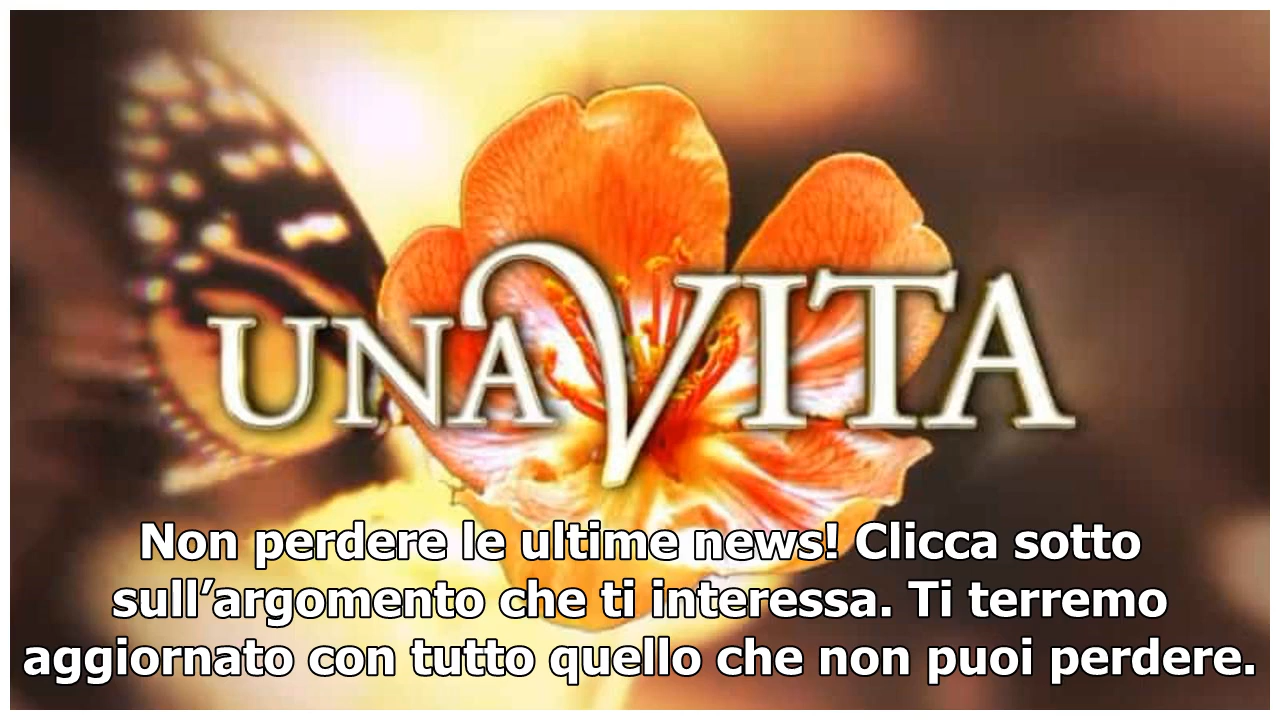 UNA VITA
Non perdere le ultime news! Clicca sotto
sull’argomento che ti interessa. Ti terremo
aggiornato con tutto quello che non puoi perdere.